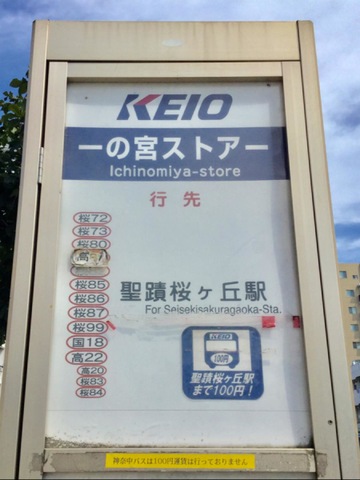 KEIO
一の宮ストアー
Ichinomiya-store
行先
桜72
桜73
桜80
高
桜85
桜86
桜87
桜99
国18
高22
高20
桜83
桜84
聖蹟桜ヶ丘駅
For Seisekisakuragaoka-Sta.
KEIO
100円
聖蹟桜ヶ丘駅
まで100円!
神奈中バスは100円運賃は行っておりません